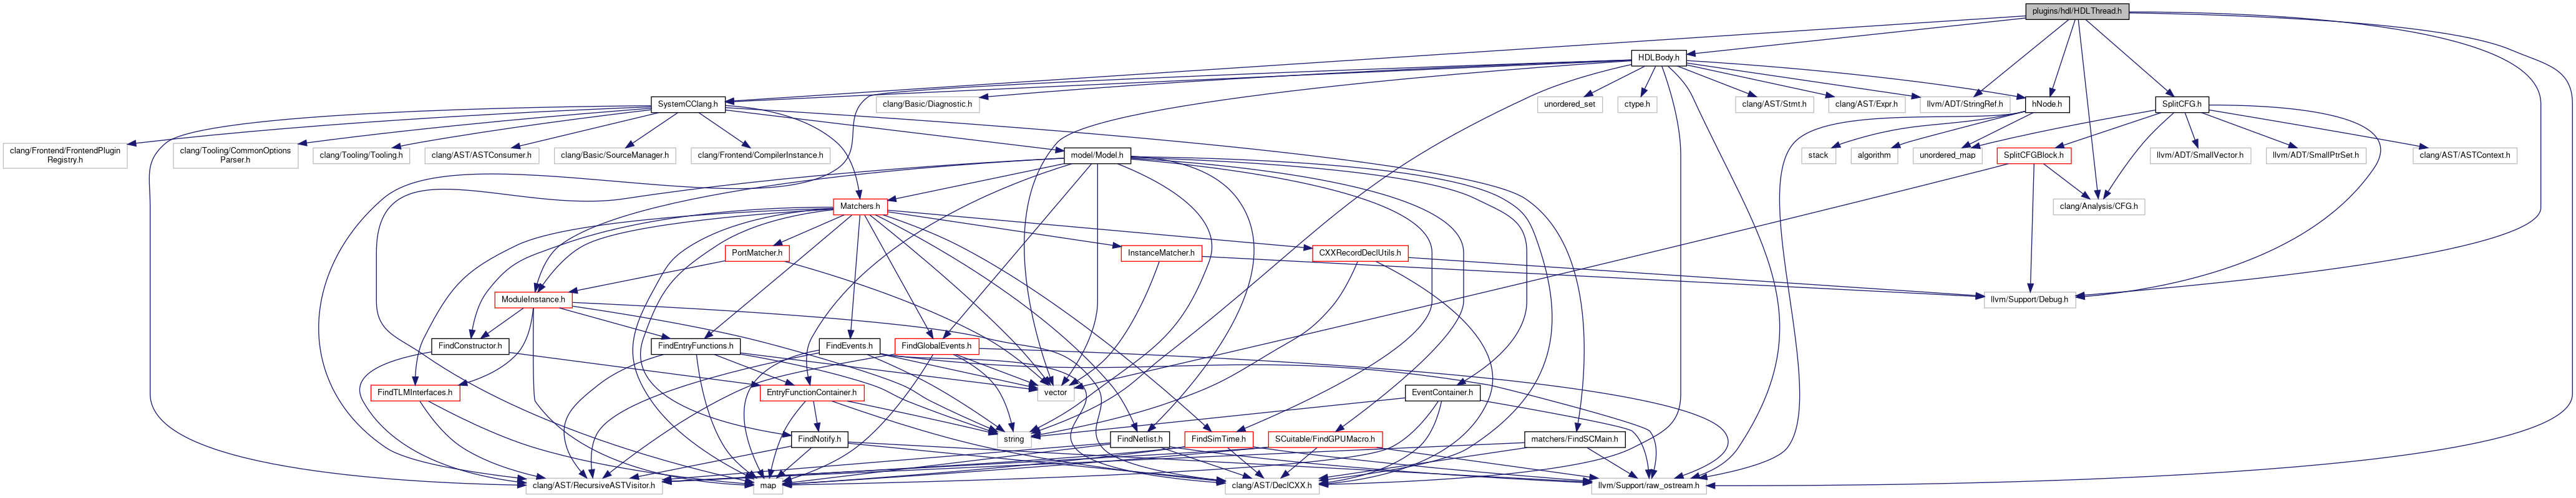 plugins/hdl/HDLThread.h
HDLBody.h
SystemCClang.h
clang/Basic/Diagnostic.h
unordered_set
ctype.h
clang/AST/Stmt.h
clang/AST/Expr.h
llvm/ADT/StringRef.h
hNode.h
SplitCFG.h
clang/Frontend/FrontendPlugin
Registry.h
clang/Tooling/CommonOptions
Parser.h
clang/Tooling/Tooling.h
clang/AST/ASTConsumer.h
clang/Basic/SourceManager.h
clang/Frontend/CompilerInstance.h
model/Model.h
stack
algorithm
unordered_map
SplitCFGBlock.h
llvm/ADT/SmallVector.h
llvm/ADT/SmallPtrSet.h
clang/AST/ASTContext.h
Matchers.h
clang/Analysis/CFG.h
PortMatcher.h
InstanceMatcher.h
CXXRecordDeclUtils.h
ModuleInstance.h
llvm/Support/Debug.h
FindConstructor.h
FindEntryFunctions.h
FindEvents.h
FindGlobalEvents.h
FindTLMInterfaces.h
EntryFunctionContainer.h
vector
EventContainer.h
FindNotify.h
string
FindNetlist.h
FindSimTime.h
SCuitable/FindGPUMacro.h
matchers/FindSCMain.h
clang/AST/RecursiveASTVisitor.h
map
clang/AST/DeclCXX.h
llvm/Support/raw_ostream.h